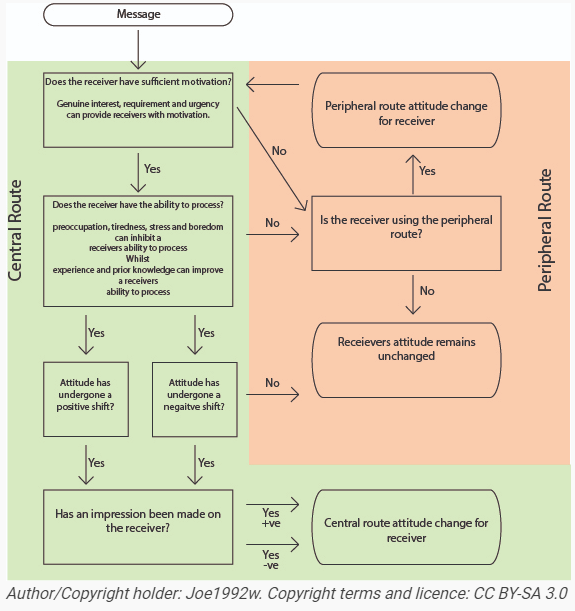 Message
Does the receiver have sufficient motivation?
Genuine interest, requirement and urgency
can provide receivers with motivation.
Peripheral route attitude change
for receiver
No
Yes
Yes
Central Route
Peripheral Route
Does the receiver have the ability to process?
preoccupation, tiredness, stress and boredom
can inhibit a
receivers ability to process
Whilst
experience and prior knowledge can improve
a receivers
ability to process
No
Is the receiver using the peripheral
route?
No
Yes
Yes
Receievers attitude remains
unchanged
Attitude has
undergone a
positive shift?
Attitude has
undergone a
negaitve shift?
No
Yes
Yes
Has an impression been made on
the receiver?
Yes
+ve
Yes
-ve
Central route attitude change for
receiver
Author/Copyright holder: Joe1992w. Copyright terms and licence: CC BY-SA 3.0